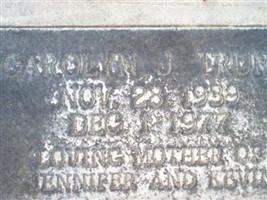 CAROLYN J.
NOV 28 1939
DEC 1 1977
LOVING MOTHER OF
JENNIFER AND KEVIN